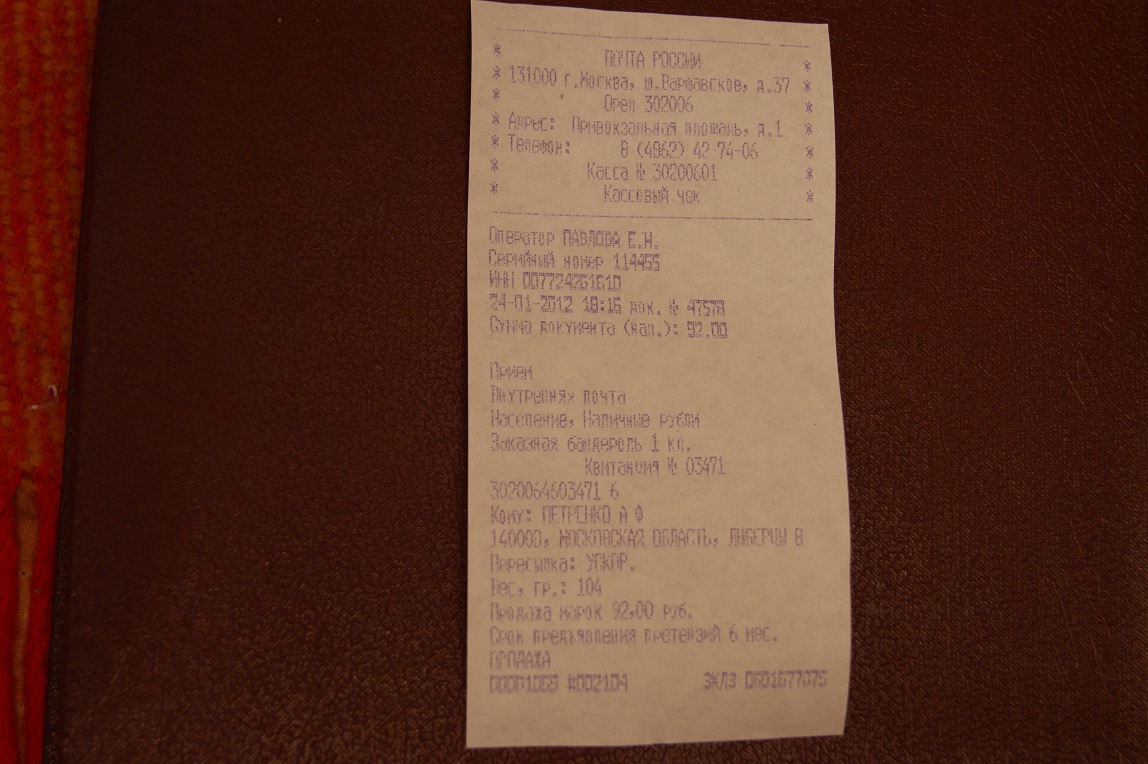 ПОЧТА РОССИИ
131000 г.Москва, ш.Варшавское, д.37
Орел 302006
Адрес: Привокзальная площадь, д.1
Телефон: 8 (4862) 42-74-06
Касса № 30200601
Кассовый чек
Оператор ПАВЛОВА Е.Н.
Серийный номер 114455
ИНН 007724261610
24-01-2012 18:16 док. № 47578
Сумма документа (нал.): 92.00
Прием
Внутренняя почта
Население, Наличные рубли
Заказная бандероль 1 кл.
Квитанция № 03471
3020064603471 6
Кому: ПЕТРЕНКО А Ф
140000, МОСКОВСКАЯ ОБЛАСТЬ, ЛЮБЕРЦЫ
Пересылка: УСКОР.
Вес, гр.: 104
Продажа марок 92,00 руб.
Срок предъявления претензий 6 мес.
ПРОДАЖА
00001069 #002104 ЭКЛЗ 0601677075